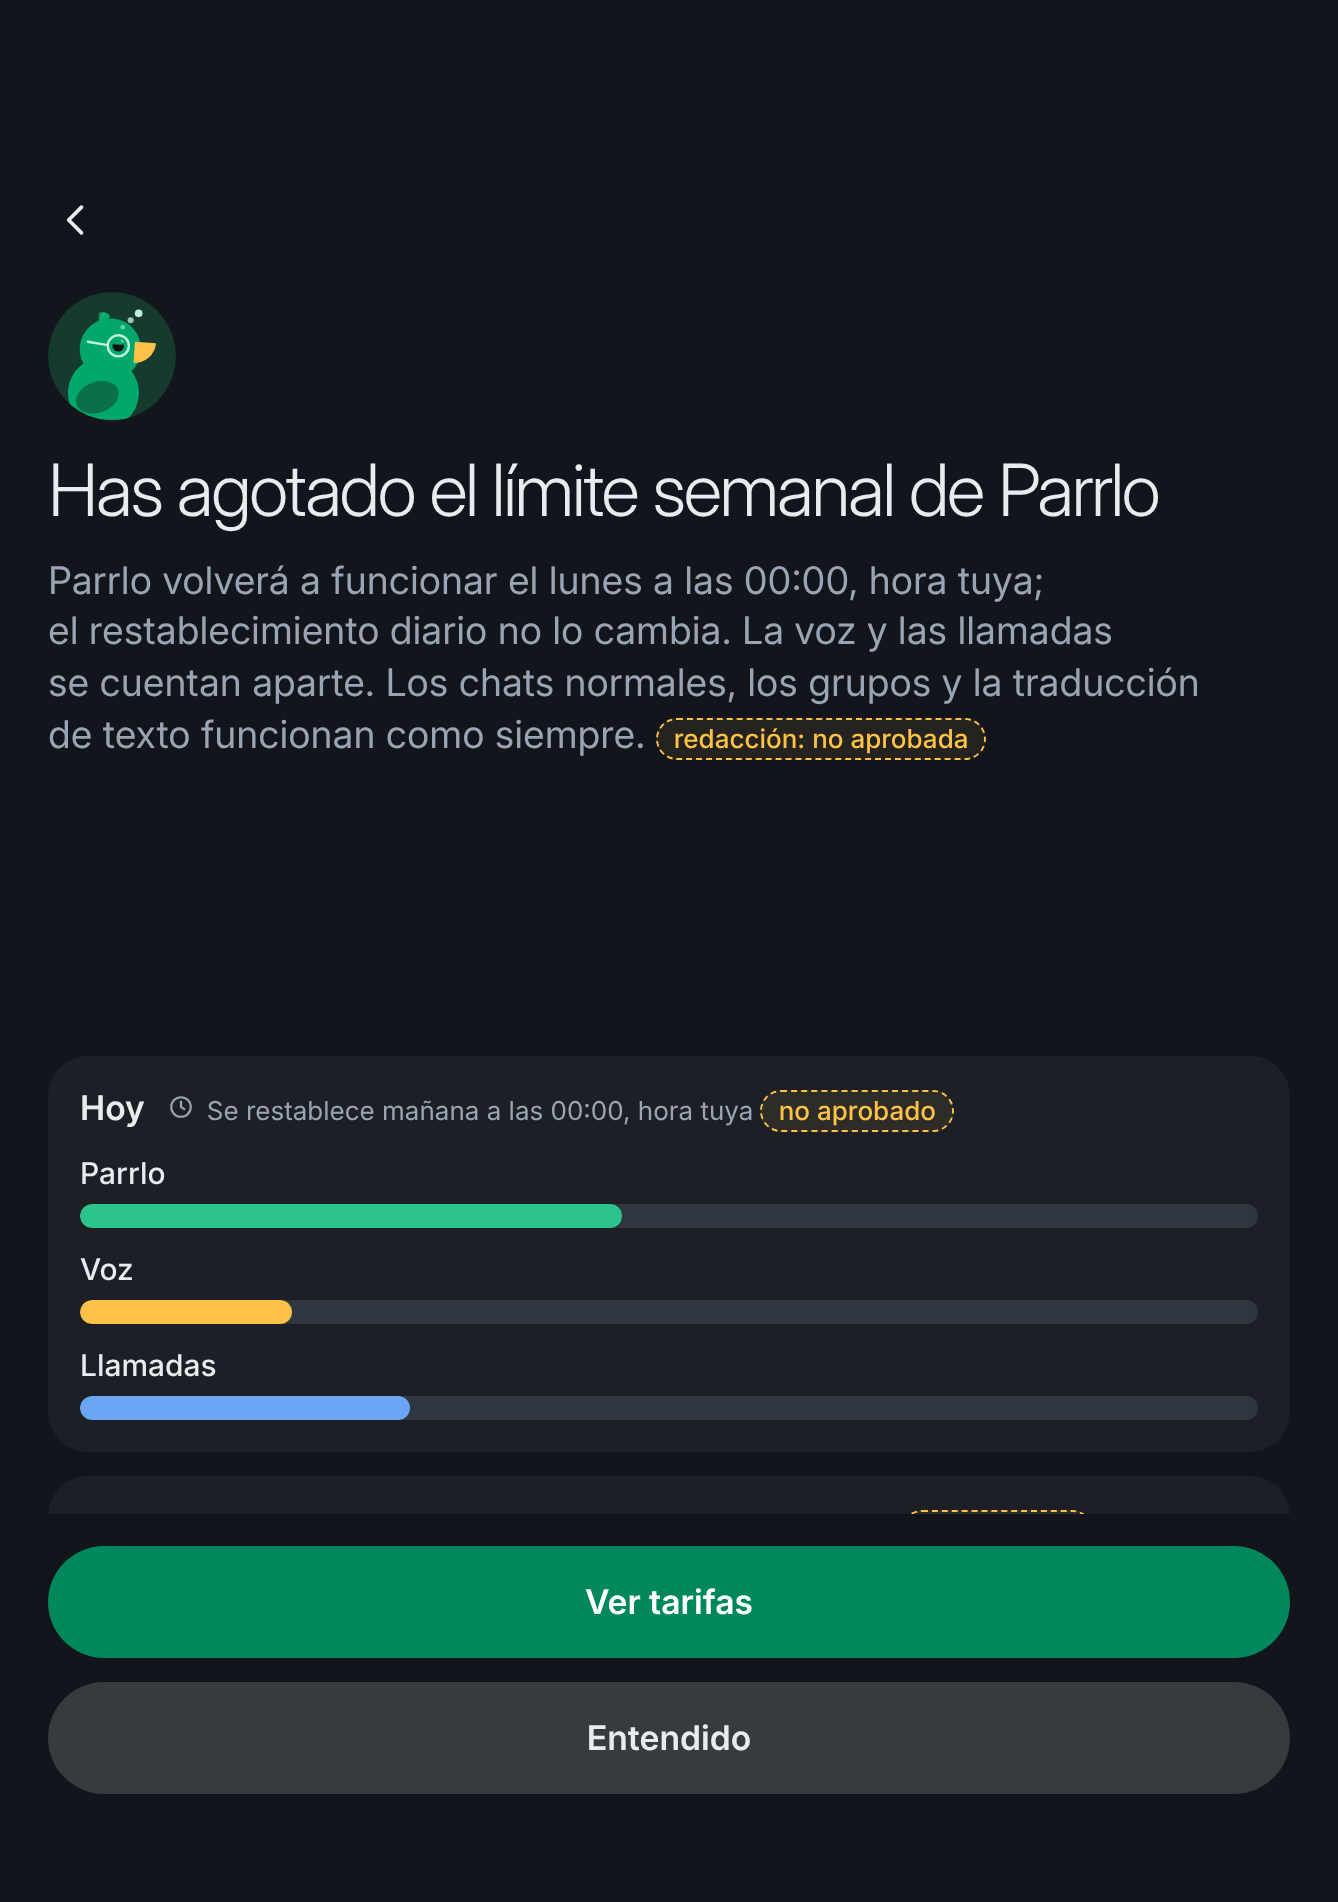 Has agotado el límite semanal de Parrlo
Parrlo volverá a funcionar el lunes a las 00:00, hora tuya;
el restablecimiento diario no lo cambia. La voz y las llamadas
se cuentan aparte. Los chats normales, los grupos y la traducción
de texto funcionan como siempre. redacción: no aprobada
Hoy Se restablece mañana a las 00:00, hora tuya no aprobado
Parrlo
Voz
Llamadas
Ver tarifas
Entendido